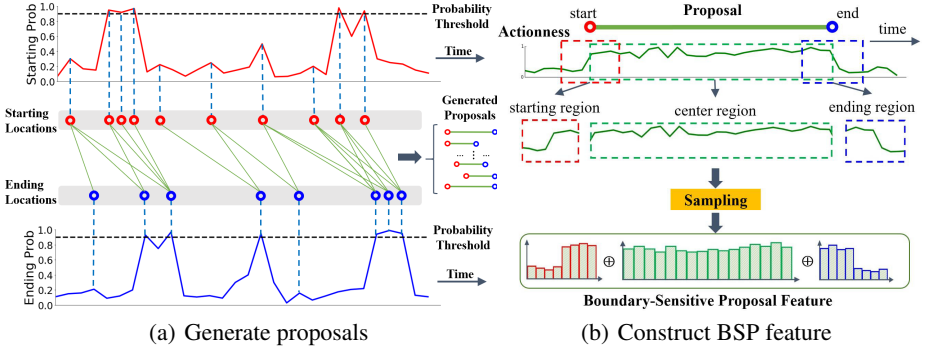 Starting Prob
1.0
0.8
0.6
0.4
0.2
0.0
Probability
Threshold
Time
Starting
Locations
Generated
Proposals
Ending
Locations
Ending Prob
1.0
0.8
0.6
0.4
0.2
0.0
Probability
Threshold
Time
(a) Generate proposals
Proposal
start
end
Actionness
time
1
0
starting region
center region
ending region
Sampling
⊕
⊕
Boundary-Sensitive Proposal Feature
(b) Construct BSP feature